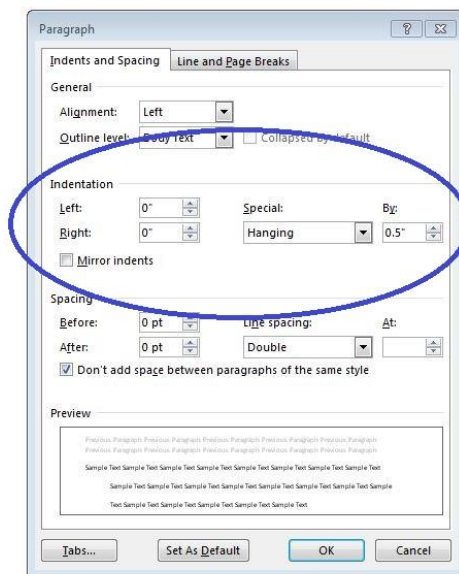 Paragraph
Indents and Spacing Line and Page Breaks
General
Alignment: Left
Outline level: Body Text Collapsed by default
Indentation
Left: 0" Special: By:
Right: 0" Hanging 0.5"
Mirror indents
Spacing
Before: 0 pt Line spacing: At:
After: 0 pt Double
Don't add space between paragraphs of the same style
Preview
Previous Paragraph Previous Paragraph Previous Paragraph Previous Paragraph Previous Paragraph
Previous Paragraph Previous Paragraph Previous Paragraph Previous Paragraph Previous Paragraph
Sample Text Sample Text Sample Text Sample Text Sample Text Sample Text Sample Text Sample Text
Sample Text Sample Text Sample Text Sample Text Sample Text Sample Text Sample Text Sample
Text Sample Text Sample Text Sample Text Sample Text Sample Text
Tabs... Set As Default OK Cancel